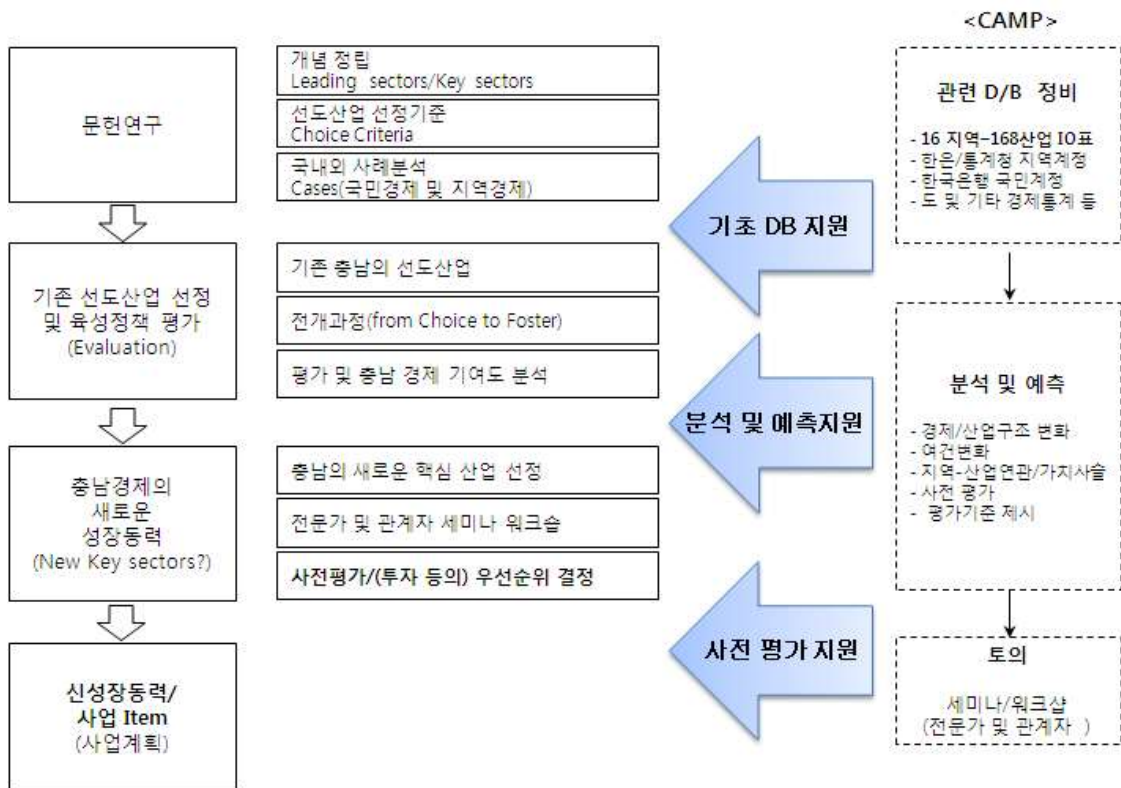 <CAMP>
문헌연구
개념 정립
Leading sectors/Key sectors
선도산업 선정기준
Choice Criteria
국내외 사례분석
Cases(국민경제 및 지역경제)
기존 선도산업 선정
및 육성정책 평가
(Evaluation)
기존 충남의 선도산업
전개과정(from Choice to Foster)
평가 및 충남 경제 기여도 분석
충남경제의
새로운
성장동력
(New Key sectors?)
충남의 새로운 핵심 산업 선정
전문가 및 관계자 세미나 워크숍
사전평가/(투자 등의) 우선순위 결정
신성장동력/
사업 Item
(사업계획)
기초 DB 지원
분석 및 예측지원
사전 평가 지원
관련 D/B 정비
- 16 지역-168산업 IO표
- 한은/통계청 지역계정
- 한국은행 국민계정
- 도 및 기타 경제통계 등
분석 및 예측
- 경제/산업구조 변화
- 여건변화
- 지역-산업연관/가치사슬
- 사전 평가
- 평가기준 제시
토의
세미나/워크샵
(전문가 및 관계자 )